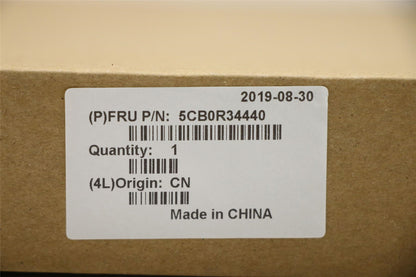 2019-08-30
(P)FRU P/N: 5CB0R34440
Quantity: 1
(4L)Origin: CN
Made in CHINA